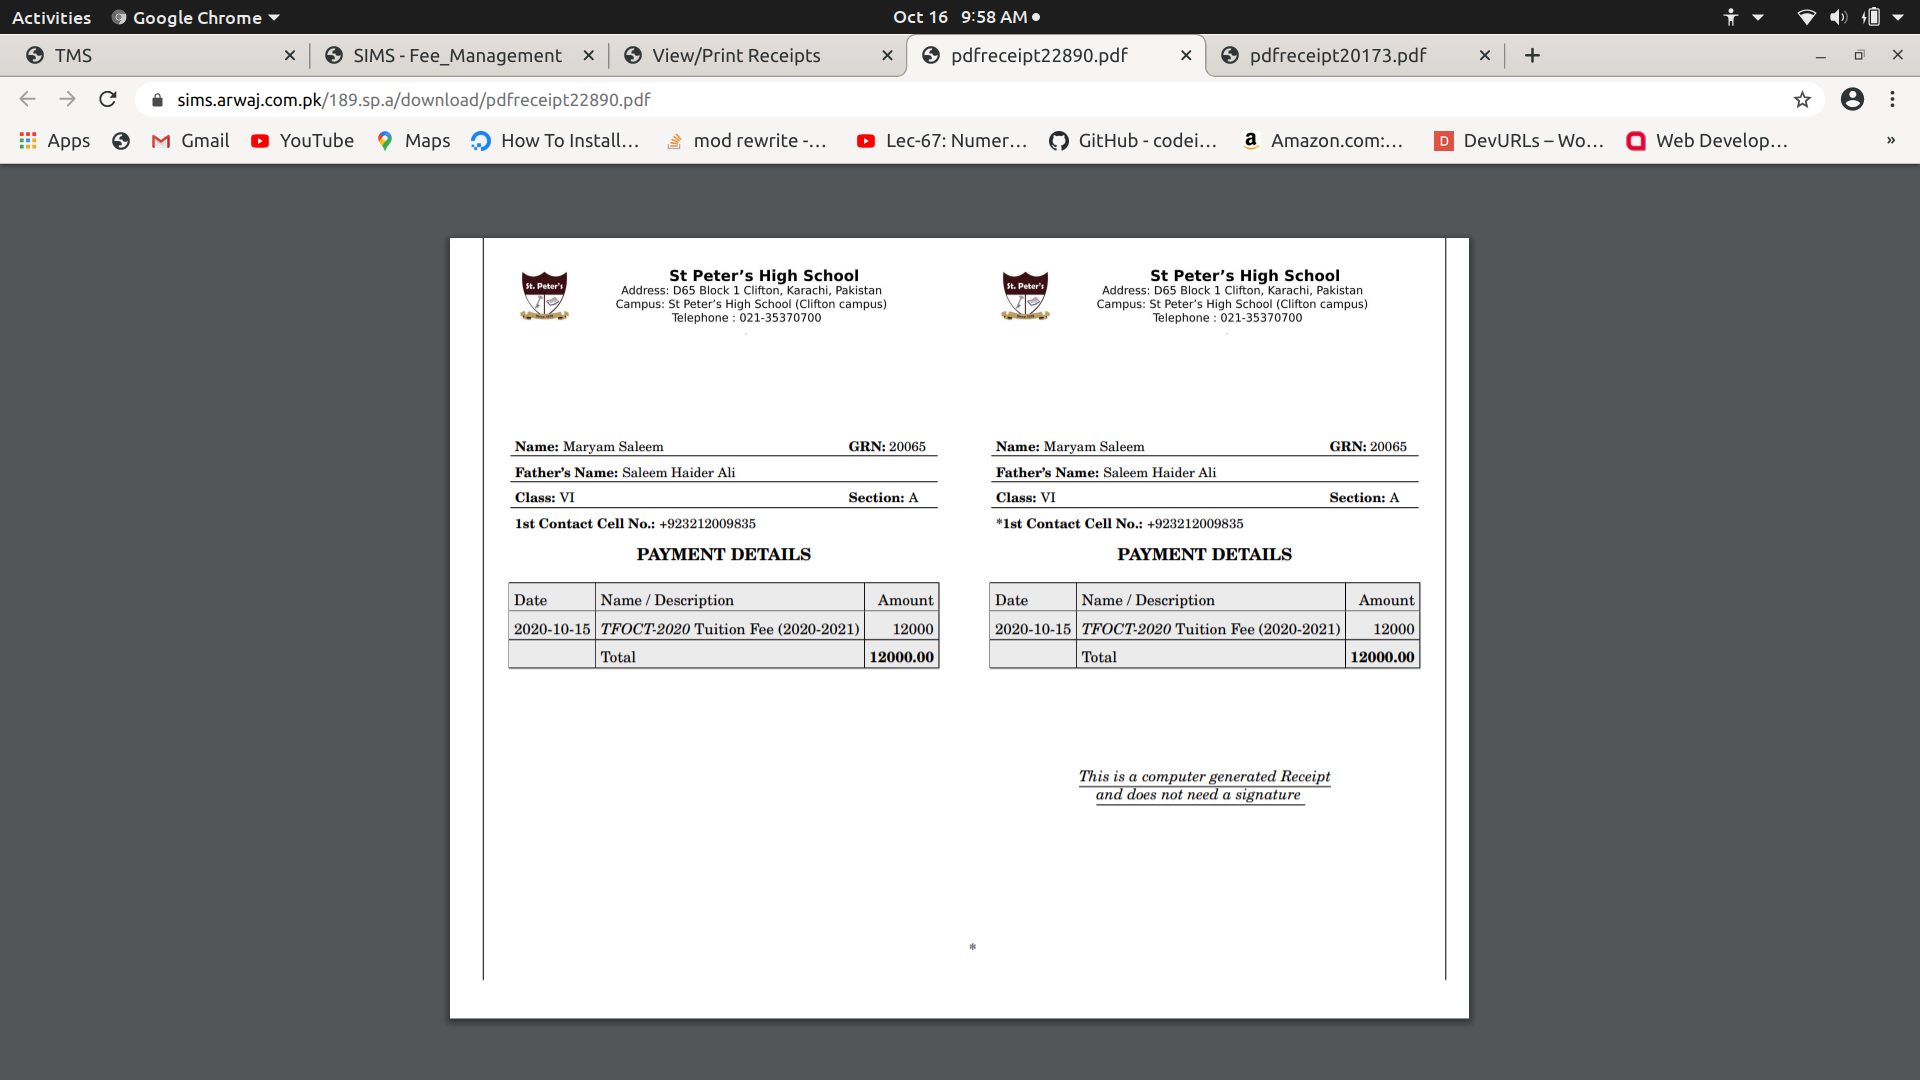 Activities Google Chrome Oct 16 9:58 AM
TMS SIMS - Fee_Management View/Print Receipts pdfreceipt22890.pdf pdfreceipt20173.pdf
sims.arwaj.com.pk/189.sp.a/download/pdfreceipt22890.pdf
Apps Gmail YouTube Maps How To Install... mod rewrite -... Lec-67: Numer... GitHub - codei... Amazon.com:... DevURLs – Wo... Web Develop... »
St. Peter's
St Peter's High School
Address: D65 Block 1 Clifton, Karachi, Pakistan
Campus: St Peter's High School (Clifton campus)
Telephone : 021-35370700
Name: Maryam Saleem GRN: 20065
Father's Name: Saleem Haider Ali
Class: VI Section: A
1st Contact Cell No.: +923212009835
PAYMENT DETAILS
Date Name / Description Amount
2020-10-15 TFOCT-2020 Tuition Fee (2020-2021) 12000
Total 12000.00
St. Peter's
St Peter's High School
Address: D65 Block 1 Clifton, Karachi, Pakistan
Campus: St Peter's High School (Clifton campus)
Telephone : 021-35370700
Name: Maryam Saleem GRN: 20065
Father's Name: Saleem Haider Ali
Class: VI Section: A
*1st Contact Cell No.: +923212009835
PAYMENT DETAILS
Date Name / Description Amount
2020-10-15 TFOCT-2020 Tuition Fee (2020-2021) 12000
Total 12000.00
This is a computer generated Receipt
and does not need a signature
*